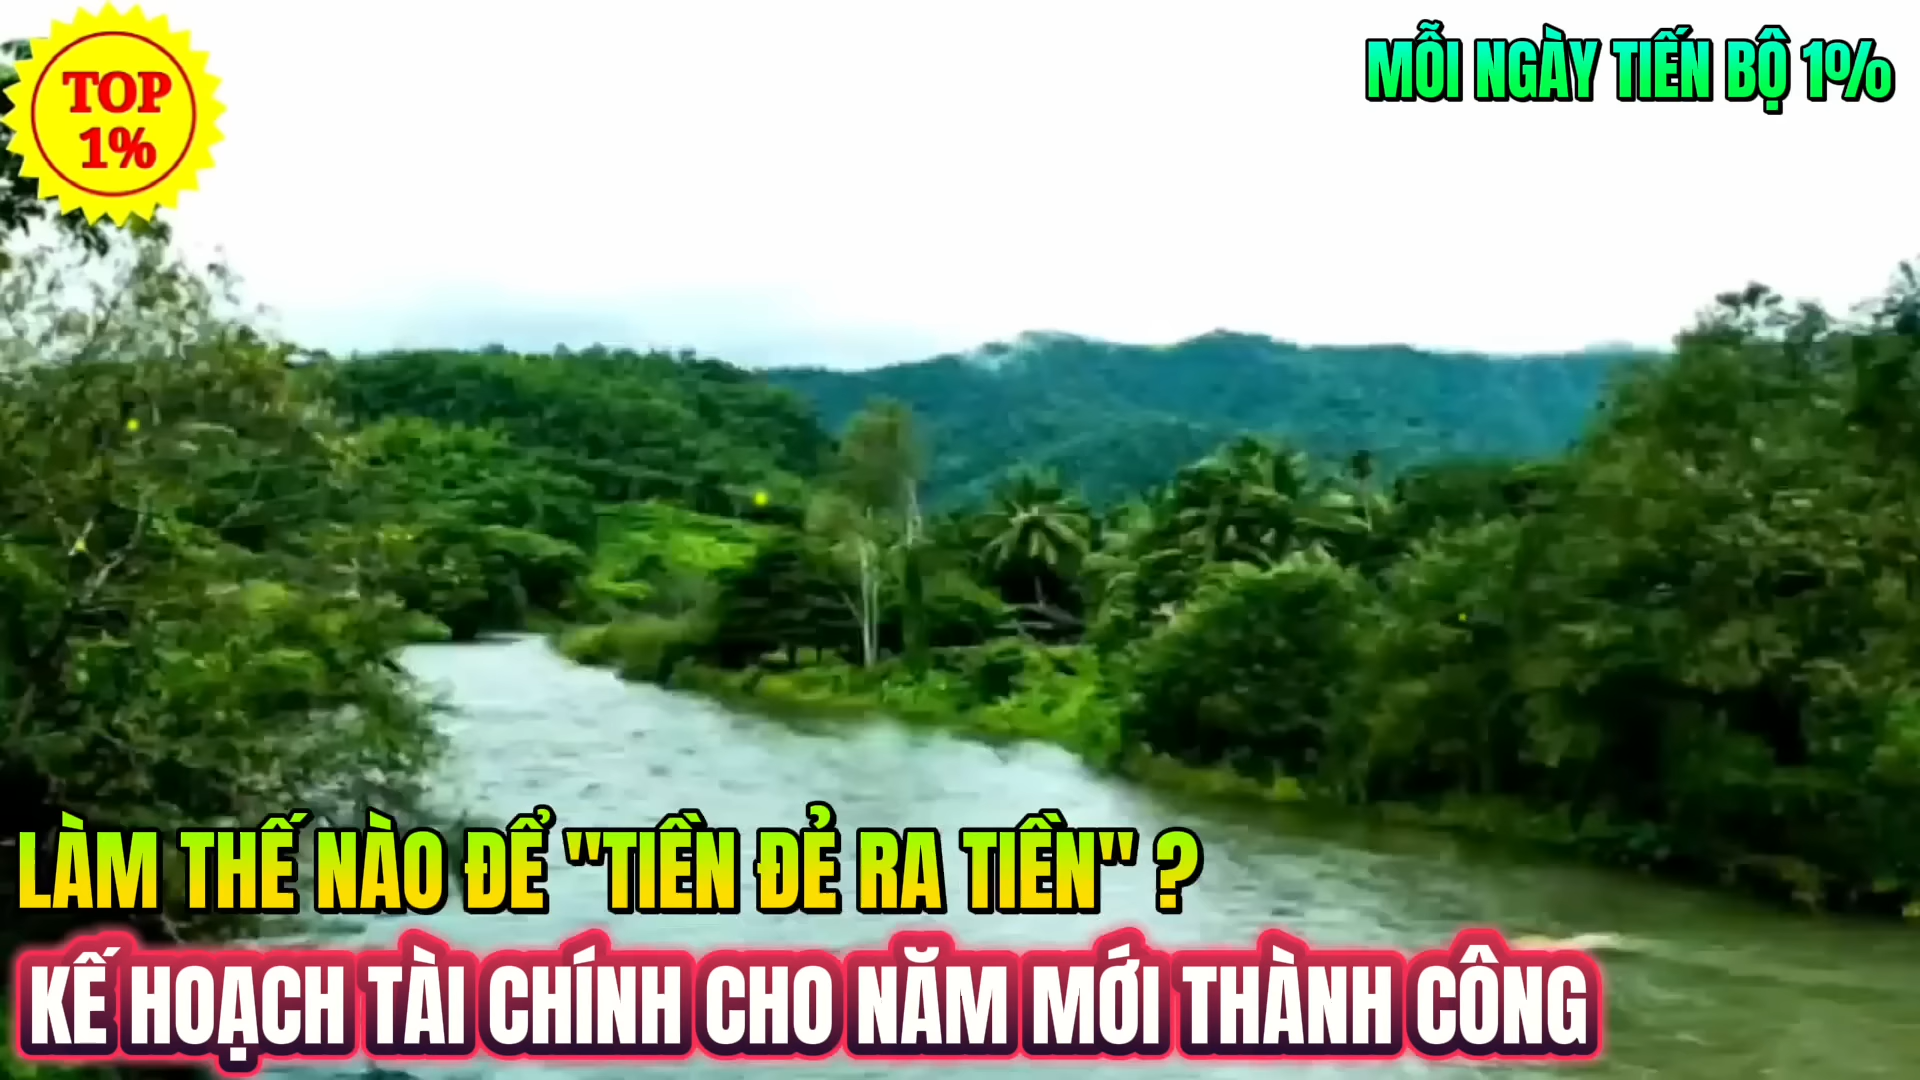 TOP
1%
MỖI NGÀY TIẾN BỘ 1%
LÀM THẾ NÀO ĐỂ "TIỀN ĐẺ RA TIỀN" ?
KẾ HOẠCH TÀI CHÍNH CHO NĂM MỚI THÀNH CÔNG